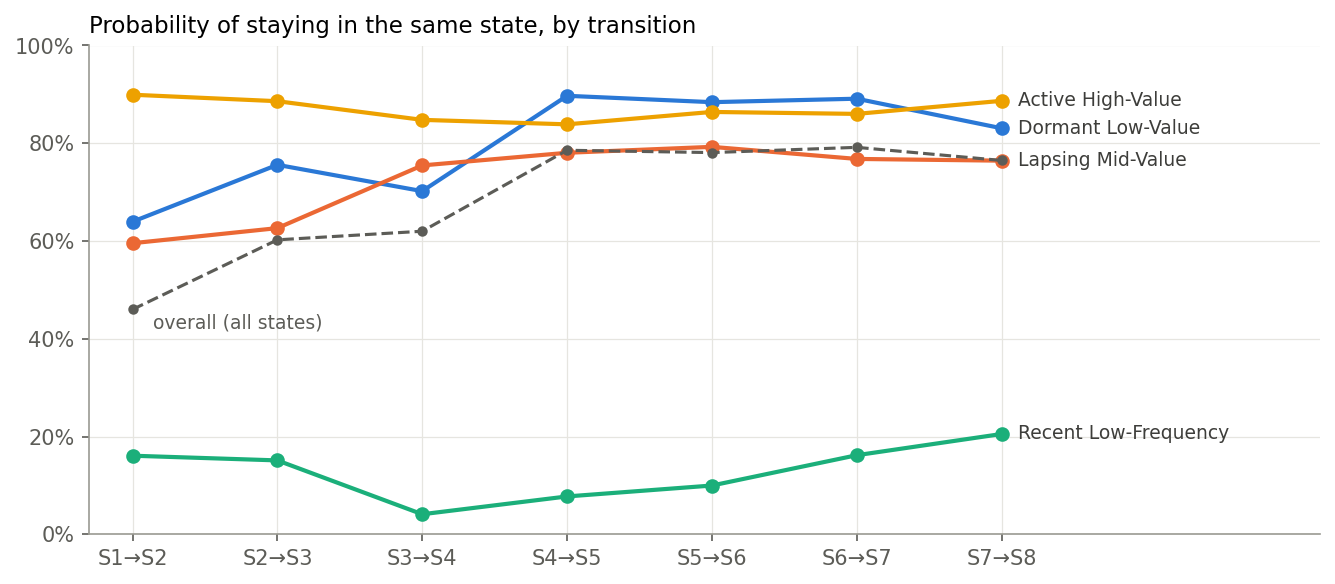 Probability of staying in the same state, by transition
100%
80%
60%
40%
20%
0%
Active High-Value
Dormant Low-Value
Lapsing Mid-Value
overall (all states)
Recent Low-Frequency
S1→S2
S2→S3
S3→S4
S4→S5
S5→S6
S6→S7
S7→S8